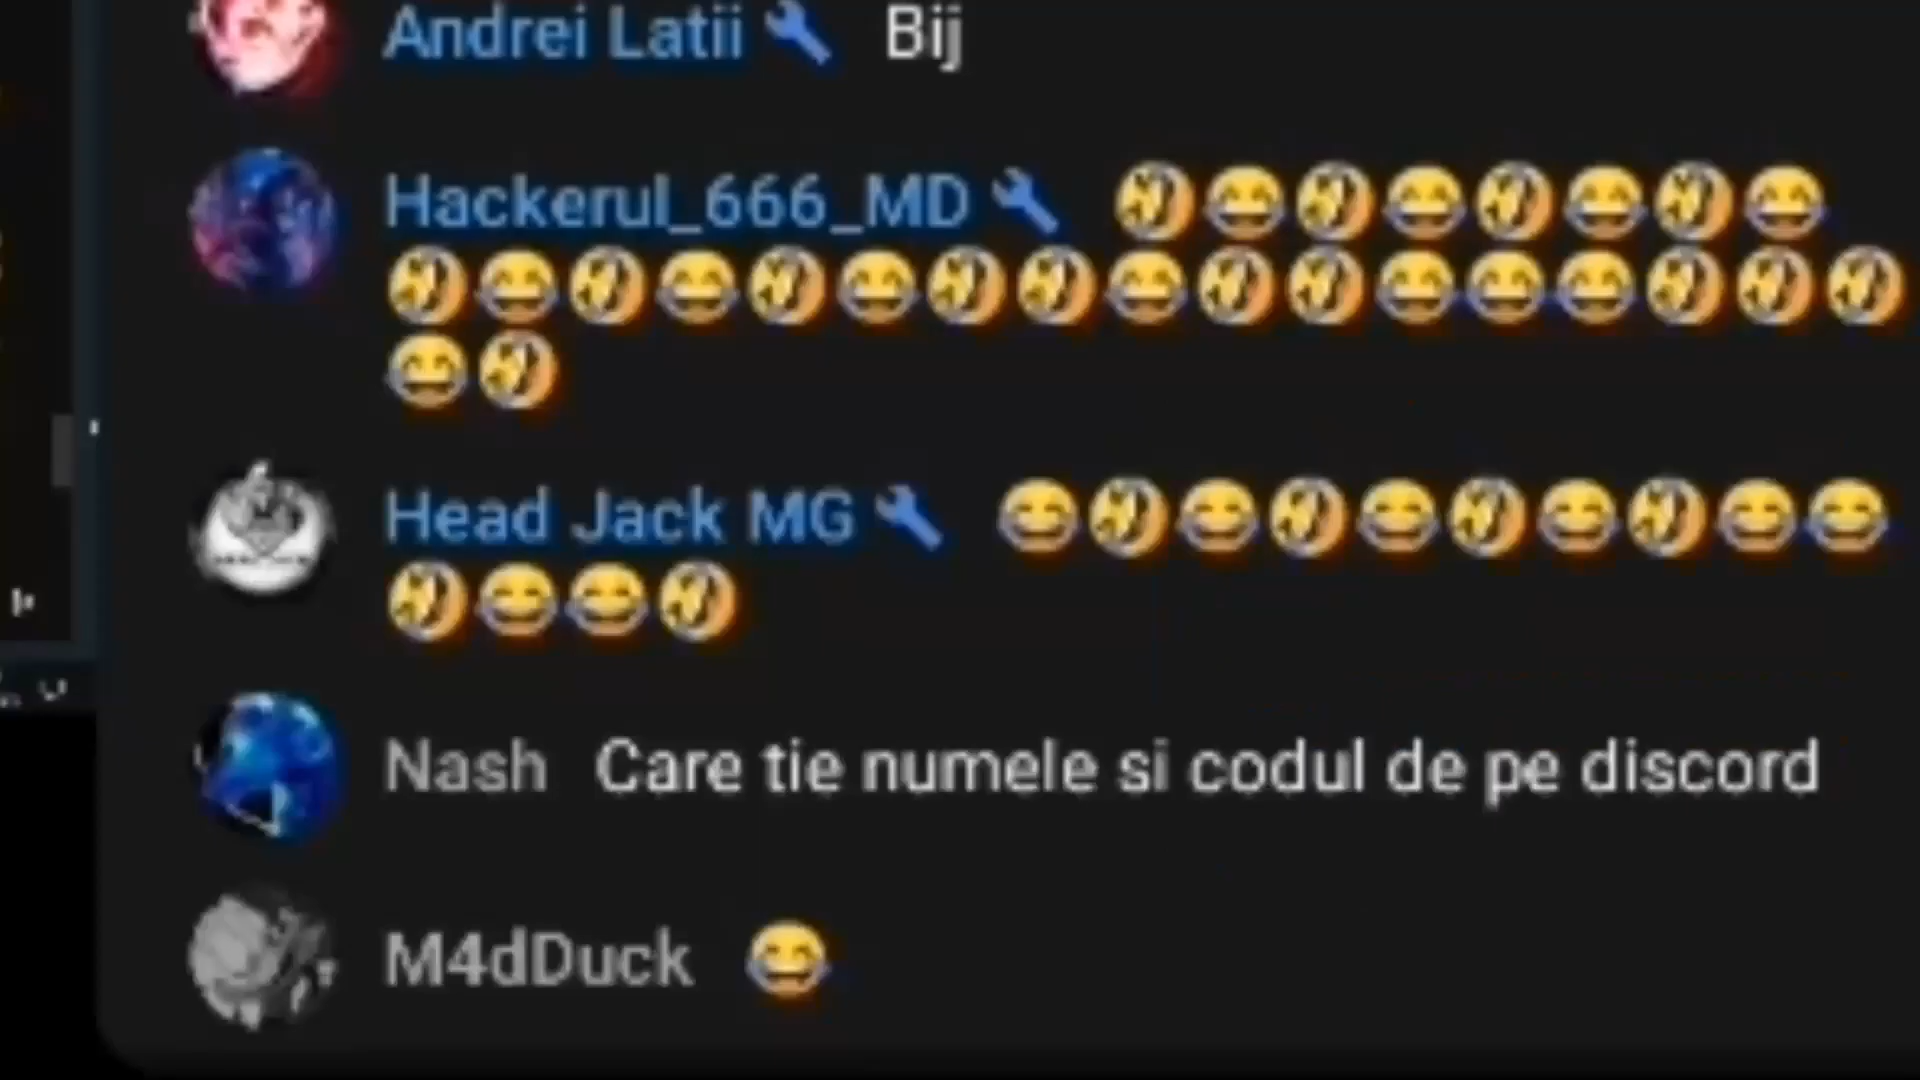 Andrei Latii Bij
Hackerul_666_MD 🤣😂🤣😂🤣😂🤣😂
🤣😂🤣😂🤣😂🤣🤣😂🤣🤣😂😂😂🤣🤣🤣
😂🤣
Head Jack MG 😂🤣😂🤣😂🤣😂🤣😂😂
🤣😂😂🤣
Nash Care tie numele si codul de pe discord
M4dDuck 😂